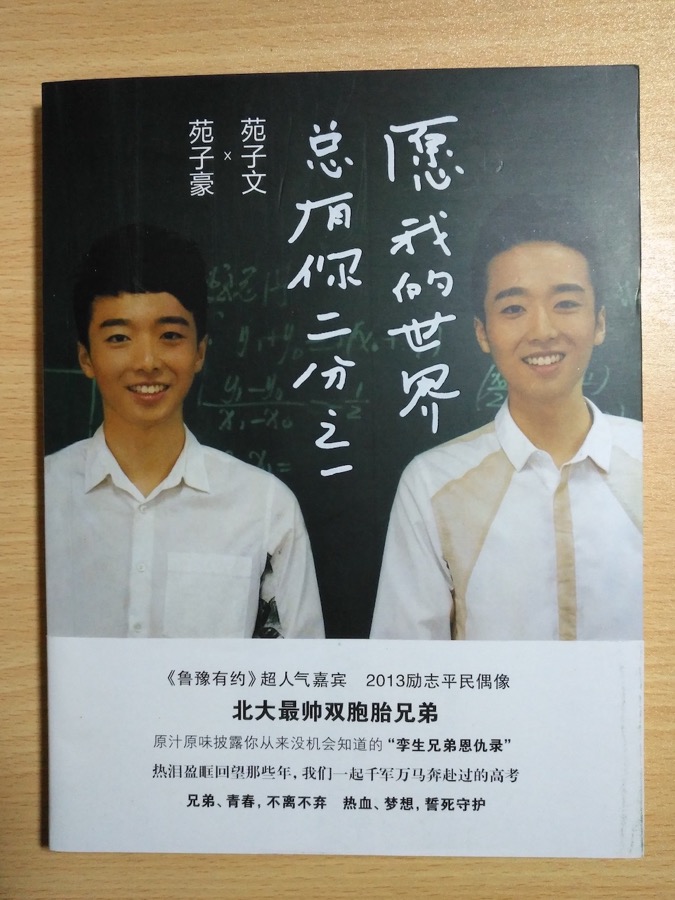 愿我的世界
总有你二分之一
苑子文
×
苑子豪
《鲁豫有约》超人气嘉宾 2013励志平民偶像
北大最帅双胞胎兄弟
原汁原味披露你从来没机会知道的“孪生兄弟恩仇录”
热泪盈眶回望那些年，我们一起千军万马奔赴过的高考
兄弟、青春，不离不弃 热血、梦想，誓死守护